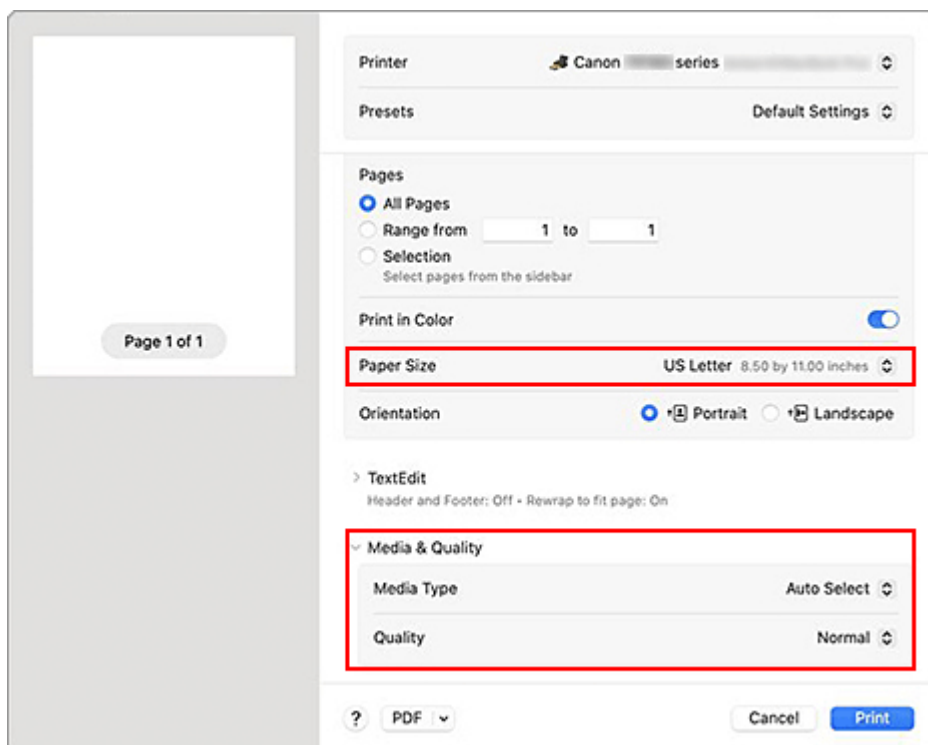 Printer Canon series
Presets Default Settings
Pages
All Pages
Range from 1 to 1
Selection
Select pages from the sidebar
Print in Color
Page 1 of 1
Paper Size US Letter 8.50 by 11.00 inches
Orientation Portrait Landscape
TextEdit
Header and Footer: Off • Rewrap to fit page: On
Media & Quality
Media Type Auto Select
Quality Normal
? PDF Cancel Print